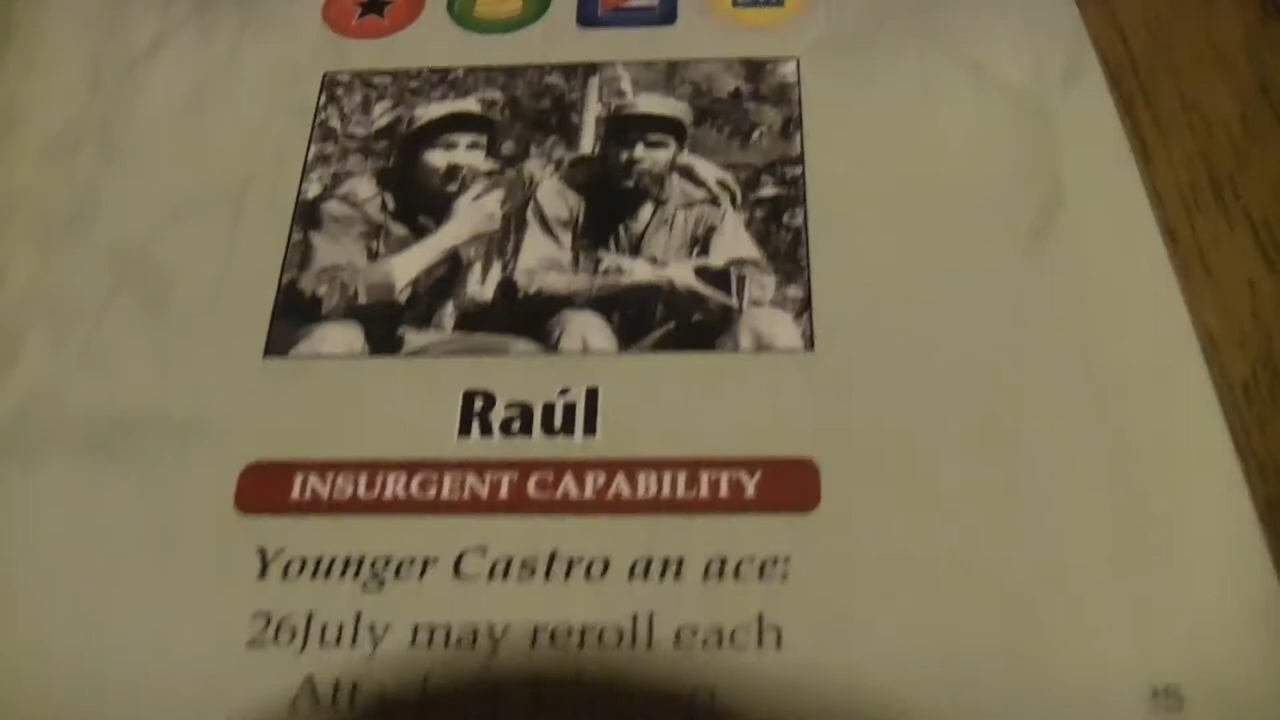 Raúl
INSURGENT CAPABILITY
Younger Castro an ace:
26July may reroll each